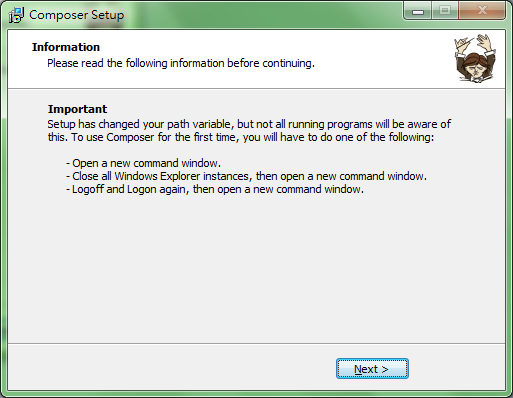 Composer Setup
Information
Please read the following information before continuing.
Important
Setup has changed your path variable, but not all running programs will be aware of
this. To use Composer for the first time, you will have to do one of the following:
- Open a new command window.
- Close all Windows Explorer instances, then open a new command window.
- Logoff and Logon again, then open a new command window.
Next >